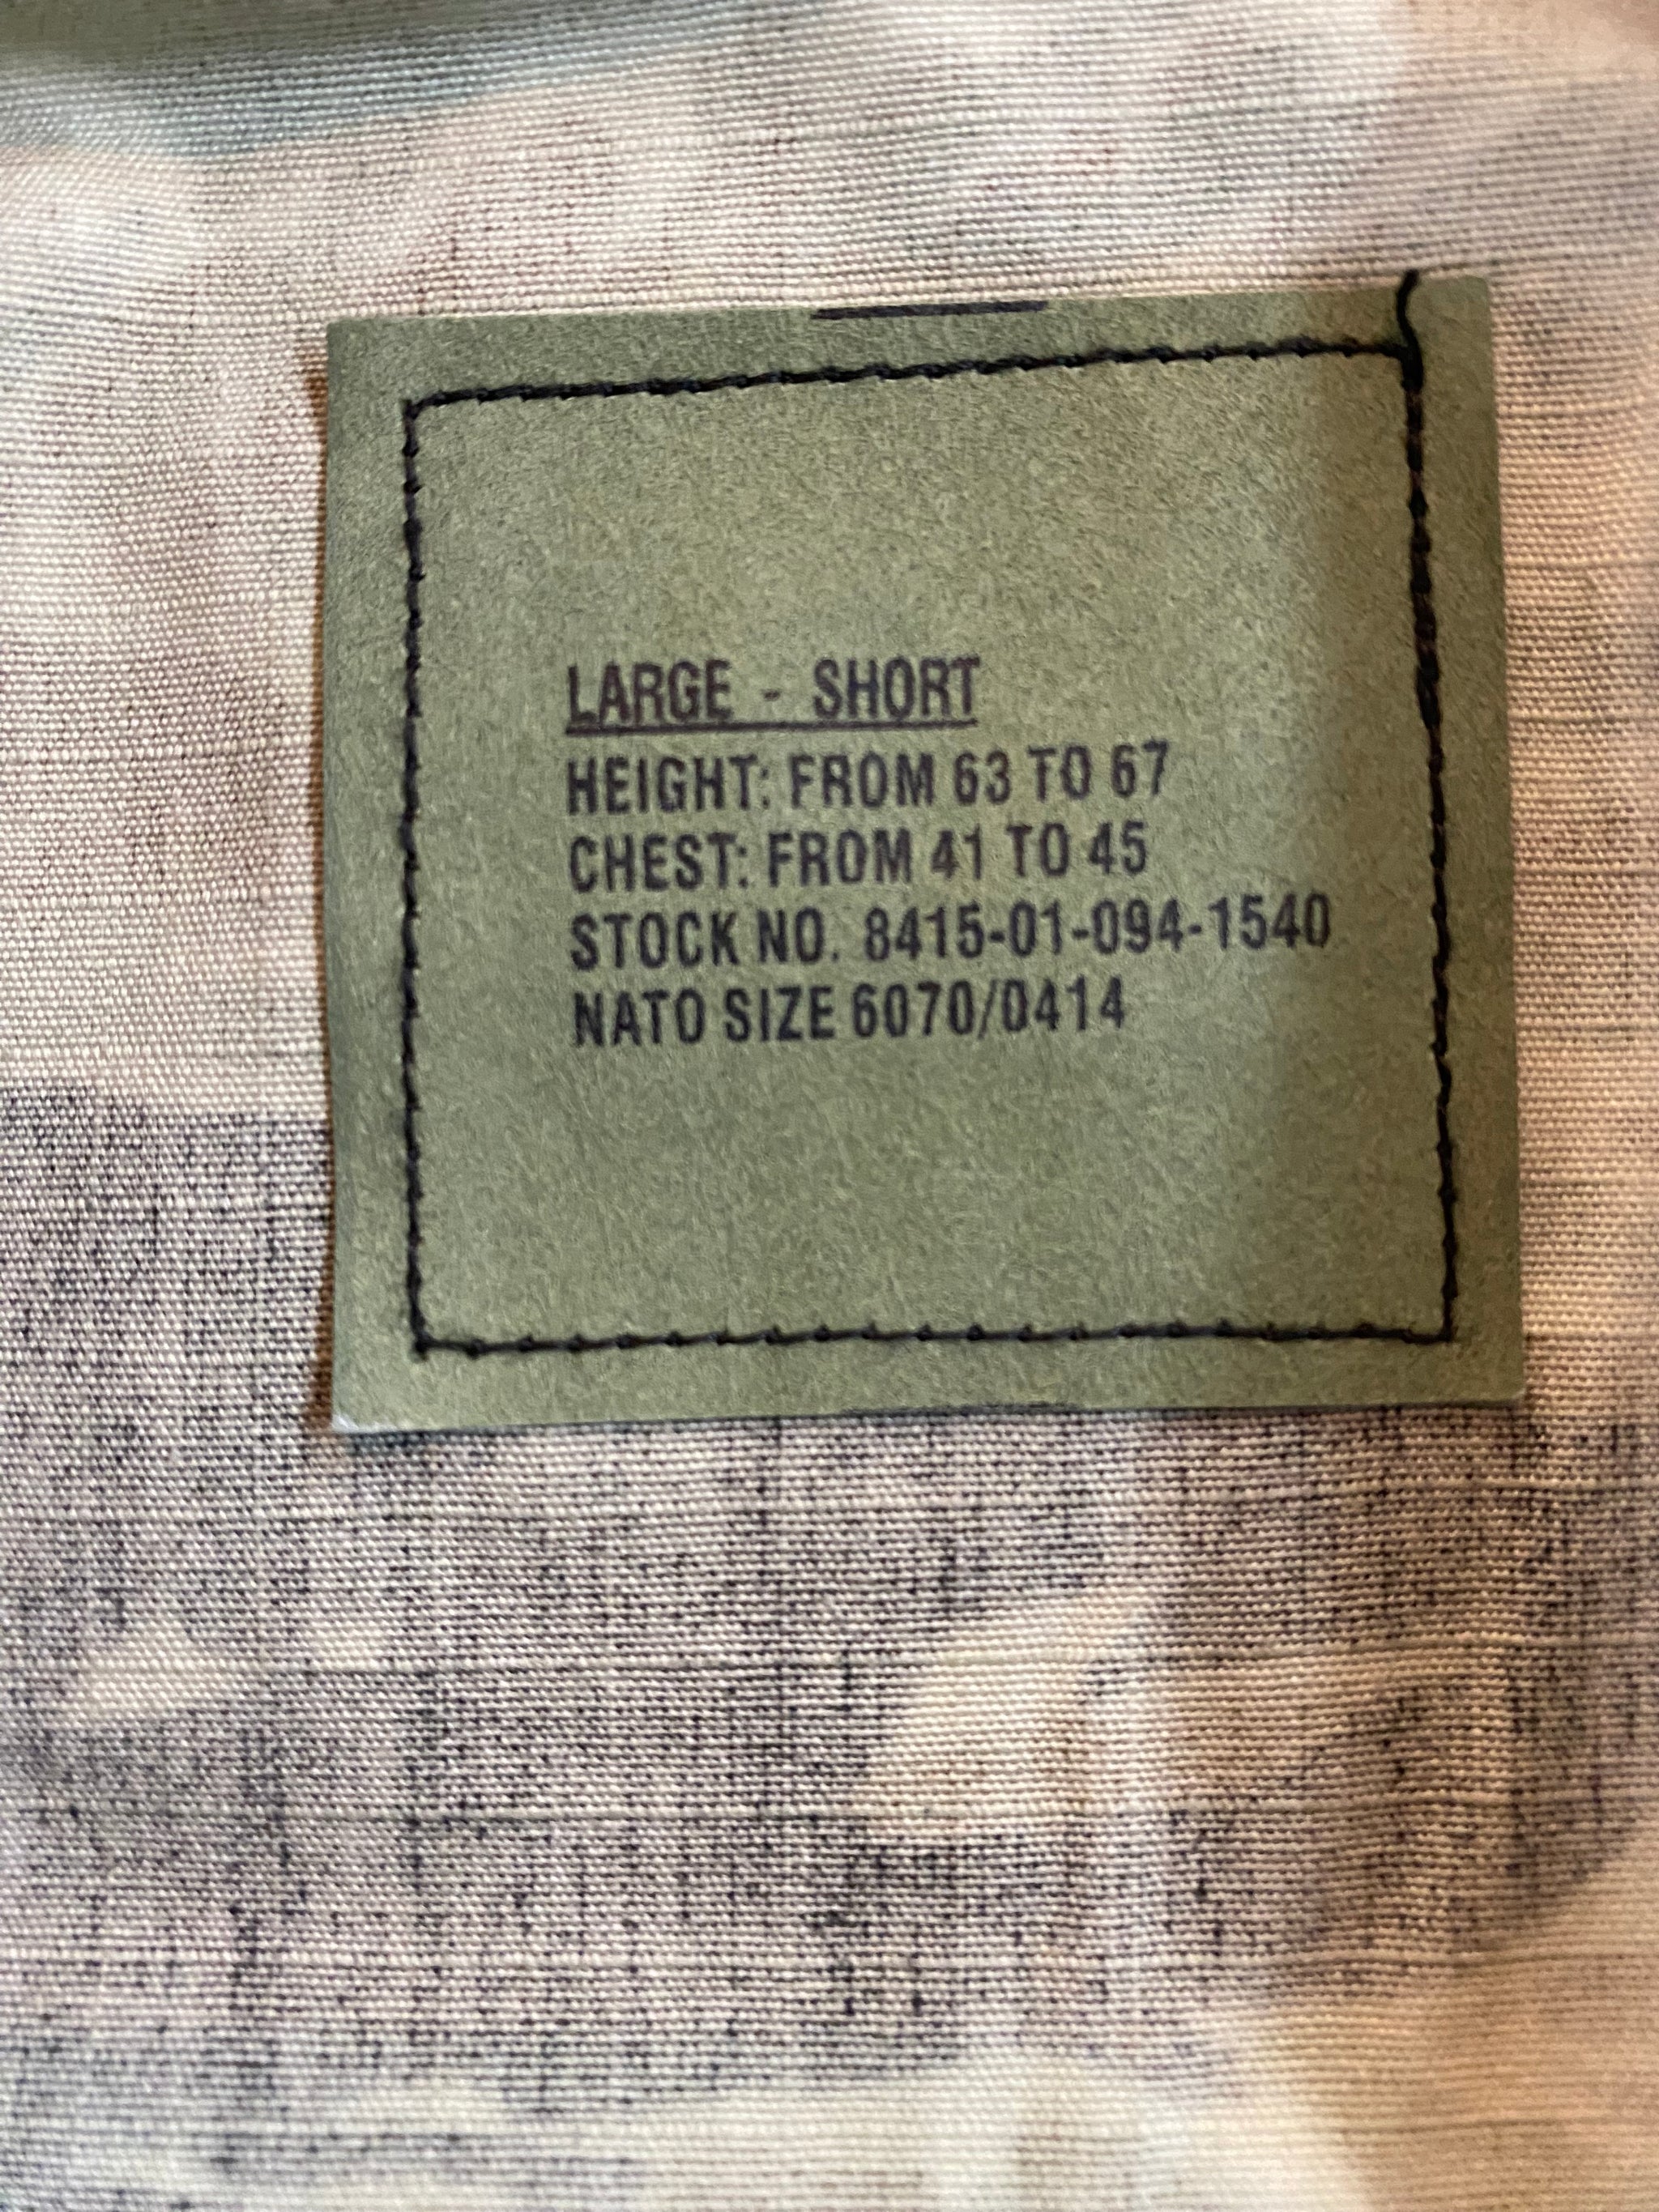 LARGE - SHORT
HEIGHT: FROM 63 TO 67
CHEST: FROM 41 TO 45
STOCK NO. 8415-01-094-1540
NATO SIZE 6070/0414